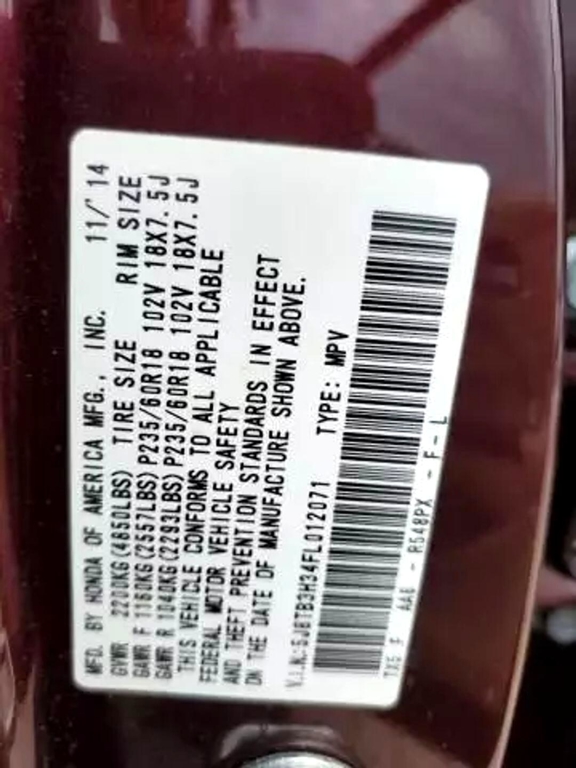 MFD. BY HONDA OF AMERICA MFG., INC. 11/'14
GVWR 2200KG(4850LBS) TIRE SIZE RIM SIZE
GAWR F 1160KG(2557LBS) P235/60R18 102V 18X7.5J
GAWR R 1040KG(2293LBS) P235/60R18 102V 18X7.5J
THIS VEHICLE CONFORMS TO ALL APPLICABLE
FEDERAL MOTOR VEHICLE SAFETY
AND THEFT PREVENTION STANDARDS IN EFFECT
ON THE DATE OF MANUFACTURE SHOWN ABOVE.
V.I.N:5J8TB3H34FL012071 TYPE: MPV
AA6 - R548PX - F - L